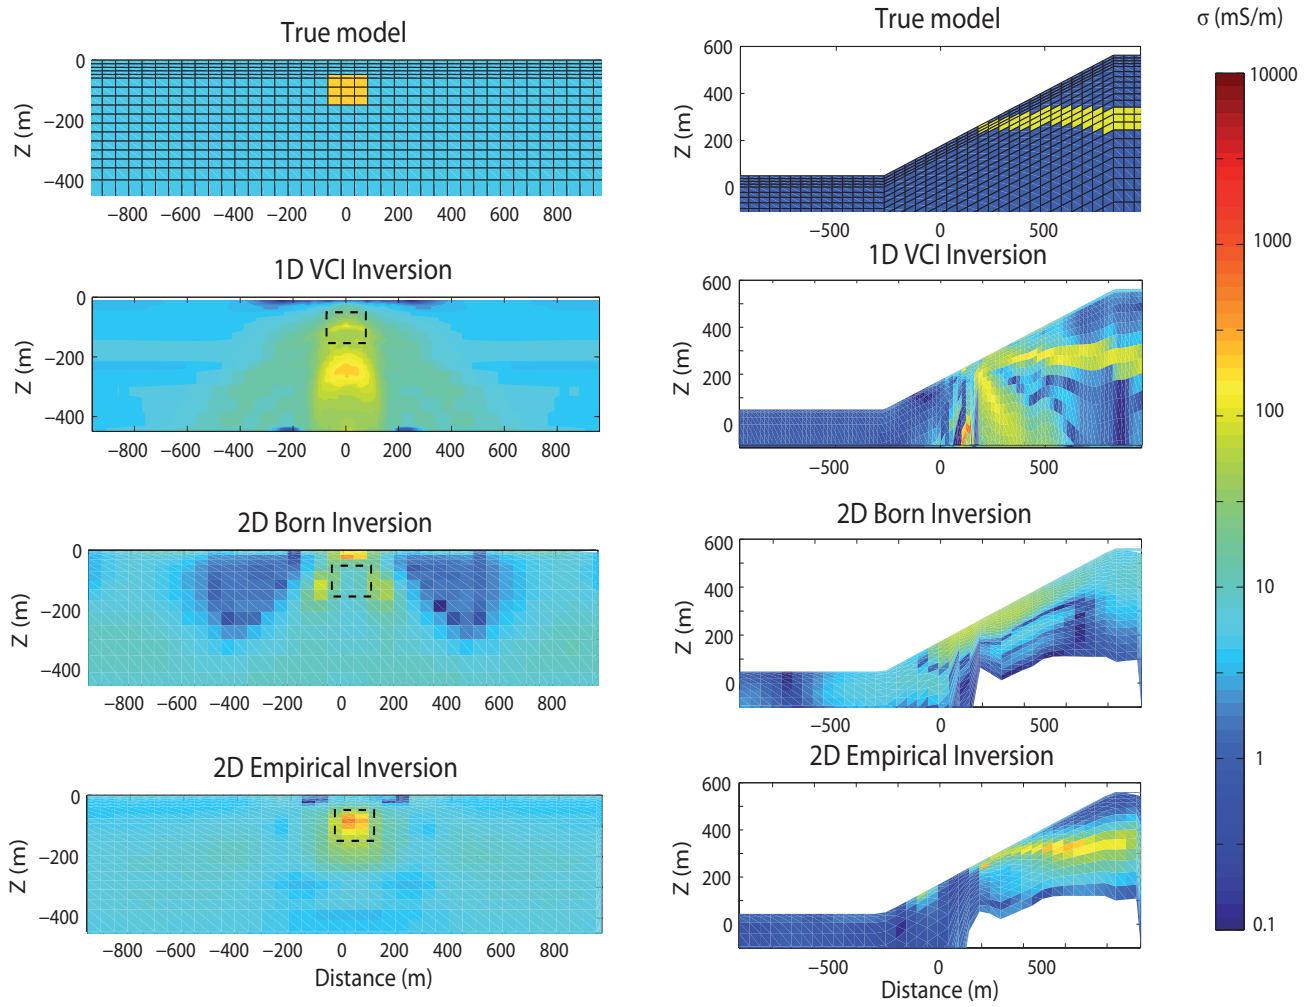 True model
0
−200
−400
Z (m)
−800 −600 −400 −200 0 200 400 600 800
1D VCI Inversion
0
−200
−400
Z (m)
−800 −600 −400 −200 0 200 400 600 800
2D Born Inversion
0
−200
−400
Z (m)
−800 −600 −400 −200 0 200 400 600 800
2D Empirical Inversion
0
−200
−400
Z (m)
−800 −600 −400 −200 0 200 400 600 800
Distance (m)
True model
600
400
200
0
Z (m)
−500 0 500
1D VCI Inversion
600
400
200
0
Z (m)
−500 0 500
2D Born Inversion
600
400
200
0
Z (m)
−500 0 500
2D Empirical Inversion
600
400
200
0
Z (m)
−500 0 500
Distance (m)
σ (mS/m)
10000
1000
100
10
1
0.1